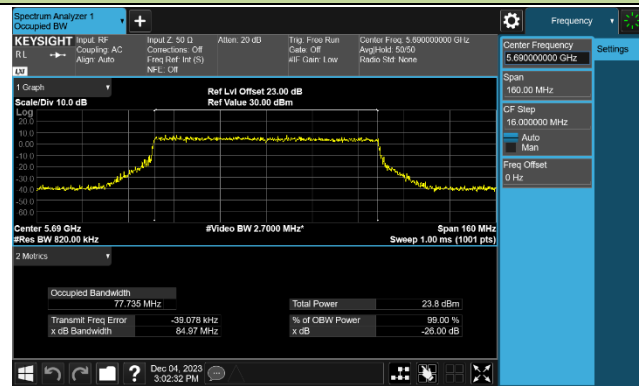 Spectrum Analyzer 1
Occupied BW
Frequency
KEYSIGHT
RL
LXI
Input: RF
Coupling: AC
Align: Auto
Input Z: 50 Ω
Corrections: Off
Freq Ref: Int (S)
NFE: Off
Atten: 20 dB
Trig: Free Run
Gate: Off
#IF Gain: Low
Center Freq: 5.690000000 GHz
Avg|Hold: 50/50
Radio Std: None
Center Frequency
5.690000000 GHz
Settings
Span
160.00 MHz
CF Step
16.000000 MHz
Auto
Man
Freq Offset
0 Hz
1 Graph
Scale/Div 10.0 dB
Ref Lvl Offset 23.00 dB
Ref Value 30.00 dBm
Log
20.0
10.0
0.00
-10.0
-20.0
-30.0
-40.0
-50.0
-60.0
Center 5.69 GHz
#Video BW 2.7000 MHz*
Span 160 MHz
#Res BW 820.00 kHz
Sweep 1.00 ms (1001 pts)
2 Metrics
Occupied Bandwidth
77.735 MHz
Total Power 23.8 dBm
Transmit Freq Error -39.078 kHz
% of OBW Power 99.00 %
x dB Bandwidth 84.97 MHz
x dB -26.00 dB
Dec 04, 2023
3:02:32 PM